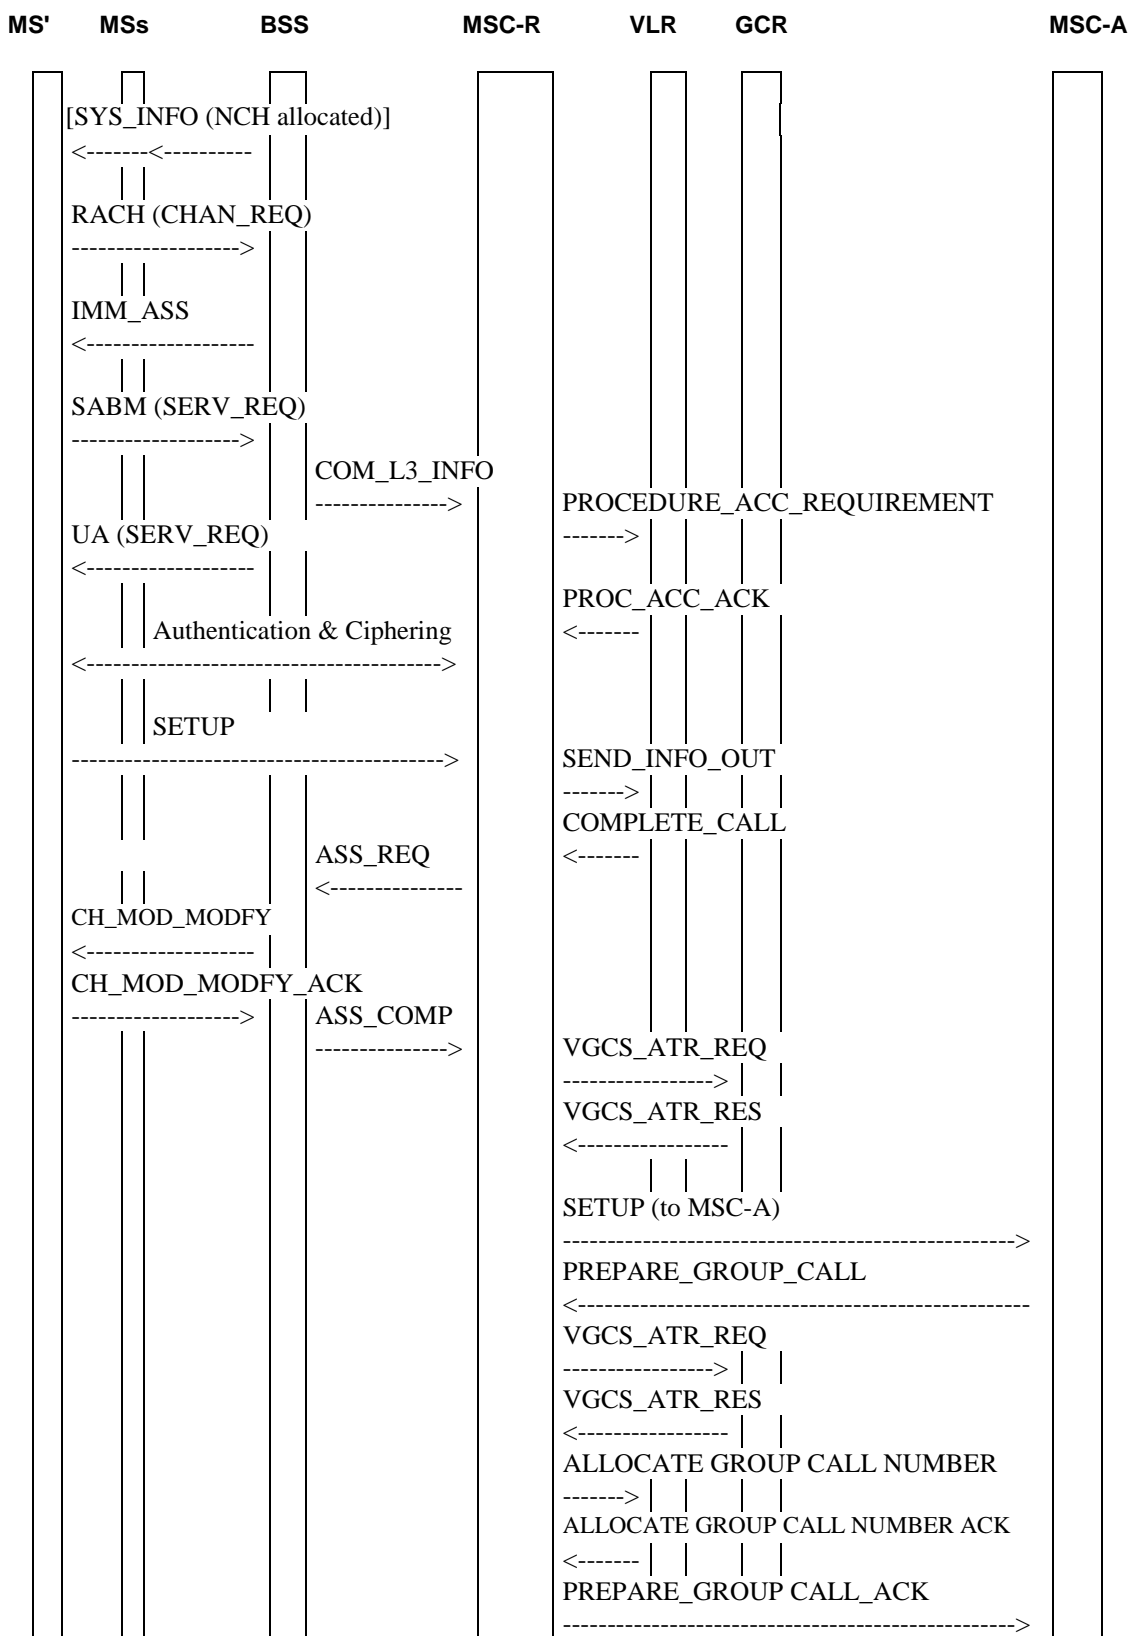 MS' MSs BSS MSC-R VLR GCR MSC-A
[SYS_INFO (NCH allocated)]
<-------<----------
RACH (CHAN_REQ)
------------------->
IMM_ASS
<-------------------
SABM (SERV_REQ)
------------------->
COM_L3_INFO
---------------> PROCEDURE_ACC_REQUIREMENT
UA (SERV_REQ) ------->
<-------------------
PROC_ACC_ACK
Authentication & Ciphering <-------
<---------------------------------------->
SETUP
------------------------------------------> SEND_INFO_OUT
------->
COMPLETE_CALL
ASS_REQ <-------
<---------------
CH_MOD_MODFY
<-------------------
CH_MOD_MODFY_ACK
-------------------> ASS_COMP
---------------> VGCS_ATR_REQ
----------------->
VGCS_ATR_RES
<-----------------
SETUP (to MSC-A)
------------------------------------------------>
PREPARE_GROUP_CALL
<---------------------------------------------------
VGCS_ATR_REQ
----------------->
VGCS_ATR_RES
<-----------------
ALLOCATE GROUP CALL NUMBER
------->
ALLOCATE GROUP CALL NUMBER ACK
<-------
PREPARE_GROUP CALL_ACK
--------------------------------------------------->